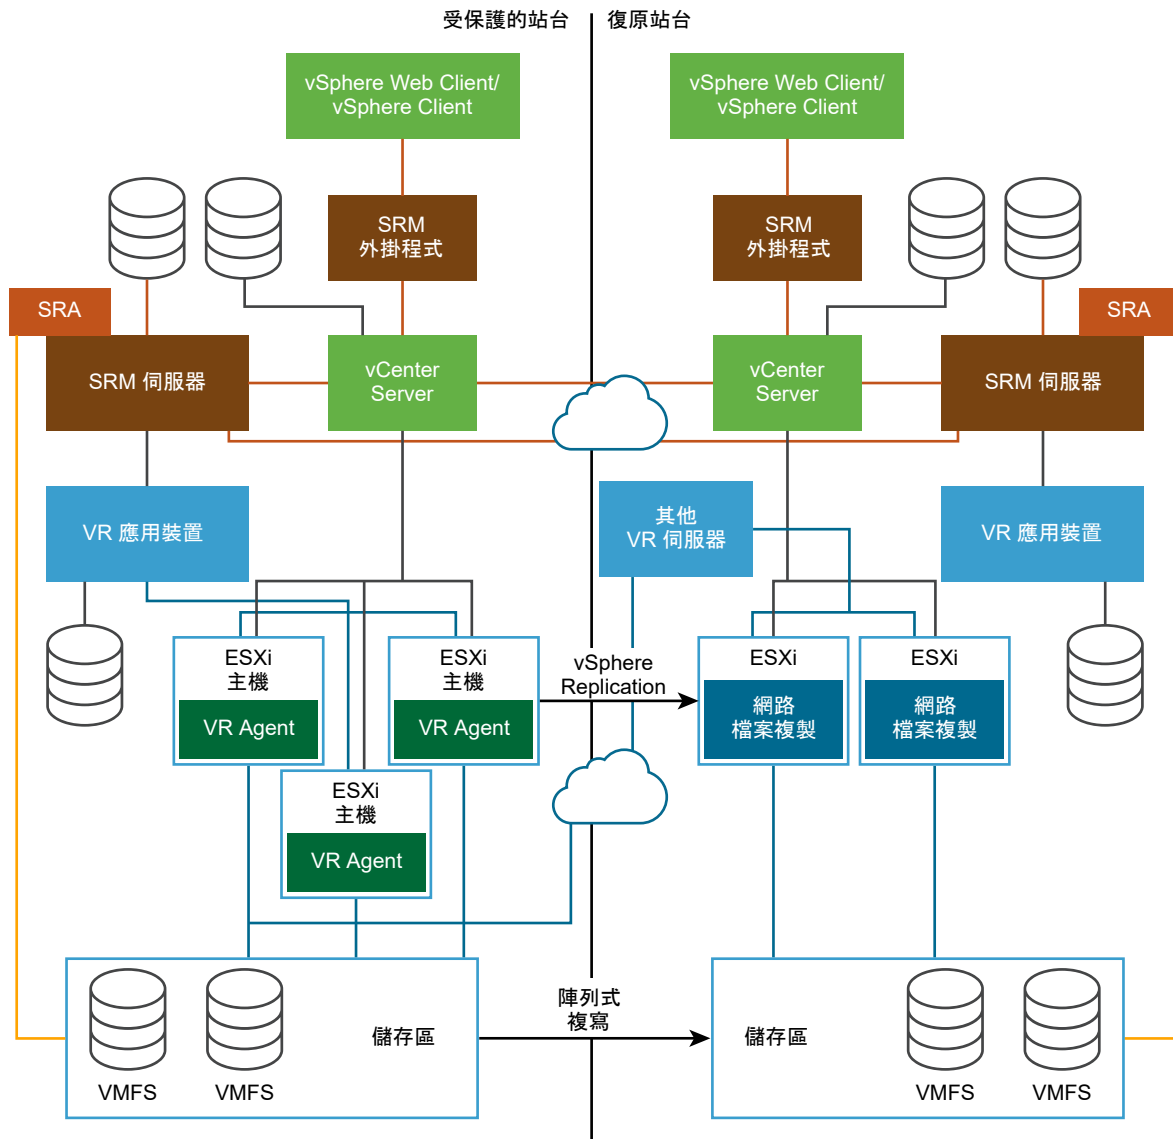 受保護的站台
復原站台
vSphere Web Client/
vSphere Client
vSphere Web Client/
vSphere Client
SRM
外掛程式
SRM
外掛程式
SRA
SRA
SRM 伺服器
vCenter
Server
vCenter
Server
SRM 伺服器
VR 應用裝置
其他
VR 伺服器
VR 應用裝置
ESXi
主機
VR Agent
ESXi
主機
VR Agent
vSphere
Replication
ESXi
網路
檔案複製
ESXi
網路
檔案複製
ESXi
主機
VR Agent
VMFS
VMFS
儲存區
陣列式
複寫
儲存區
VMFS
VMFS